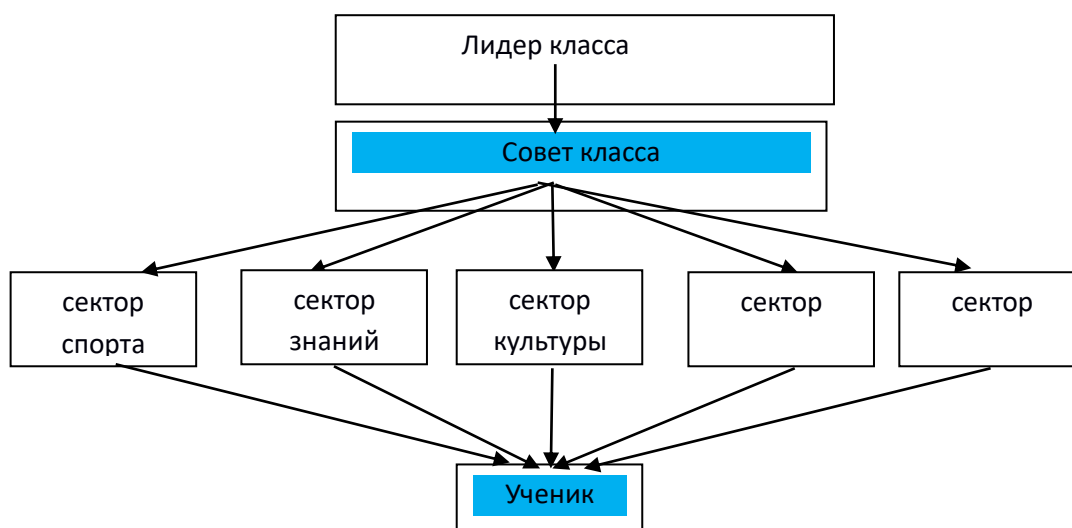 Лидер класса
Совет класса
сектор
спорта
сектор
знаний
сектор
культуры
сектор
сектор
Ученик